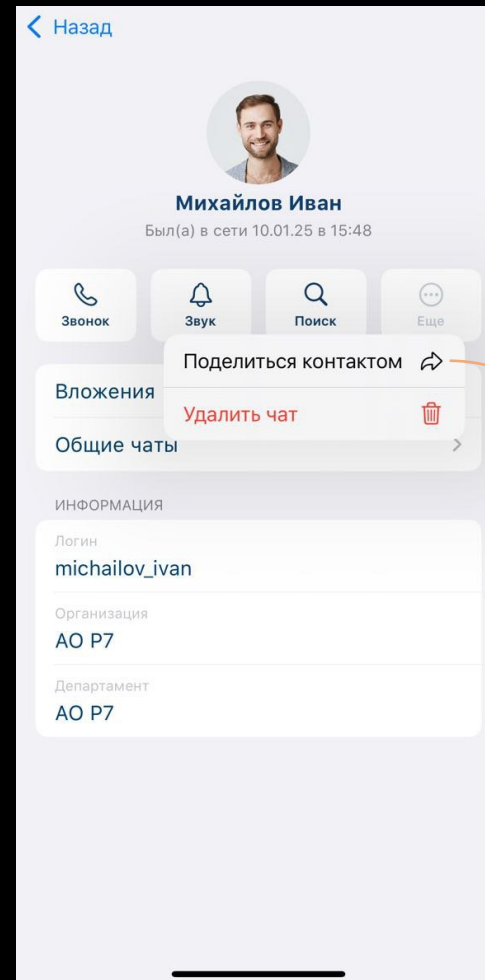 Назад
Михайлов Иван
Был(а) в сети 10.01.25 в 15:48
Звонок Звук Поиск Еще
Поделиться контактом
Вложения
Удалить чат
Общие чаты
ИНФОРМАЦИЯ
Логин
michailov_ivan
Организация
АО Р7
Департамент
АО Р7